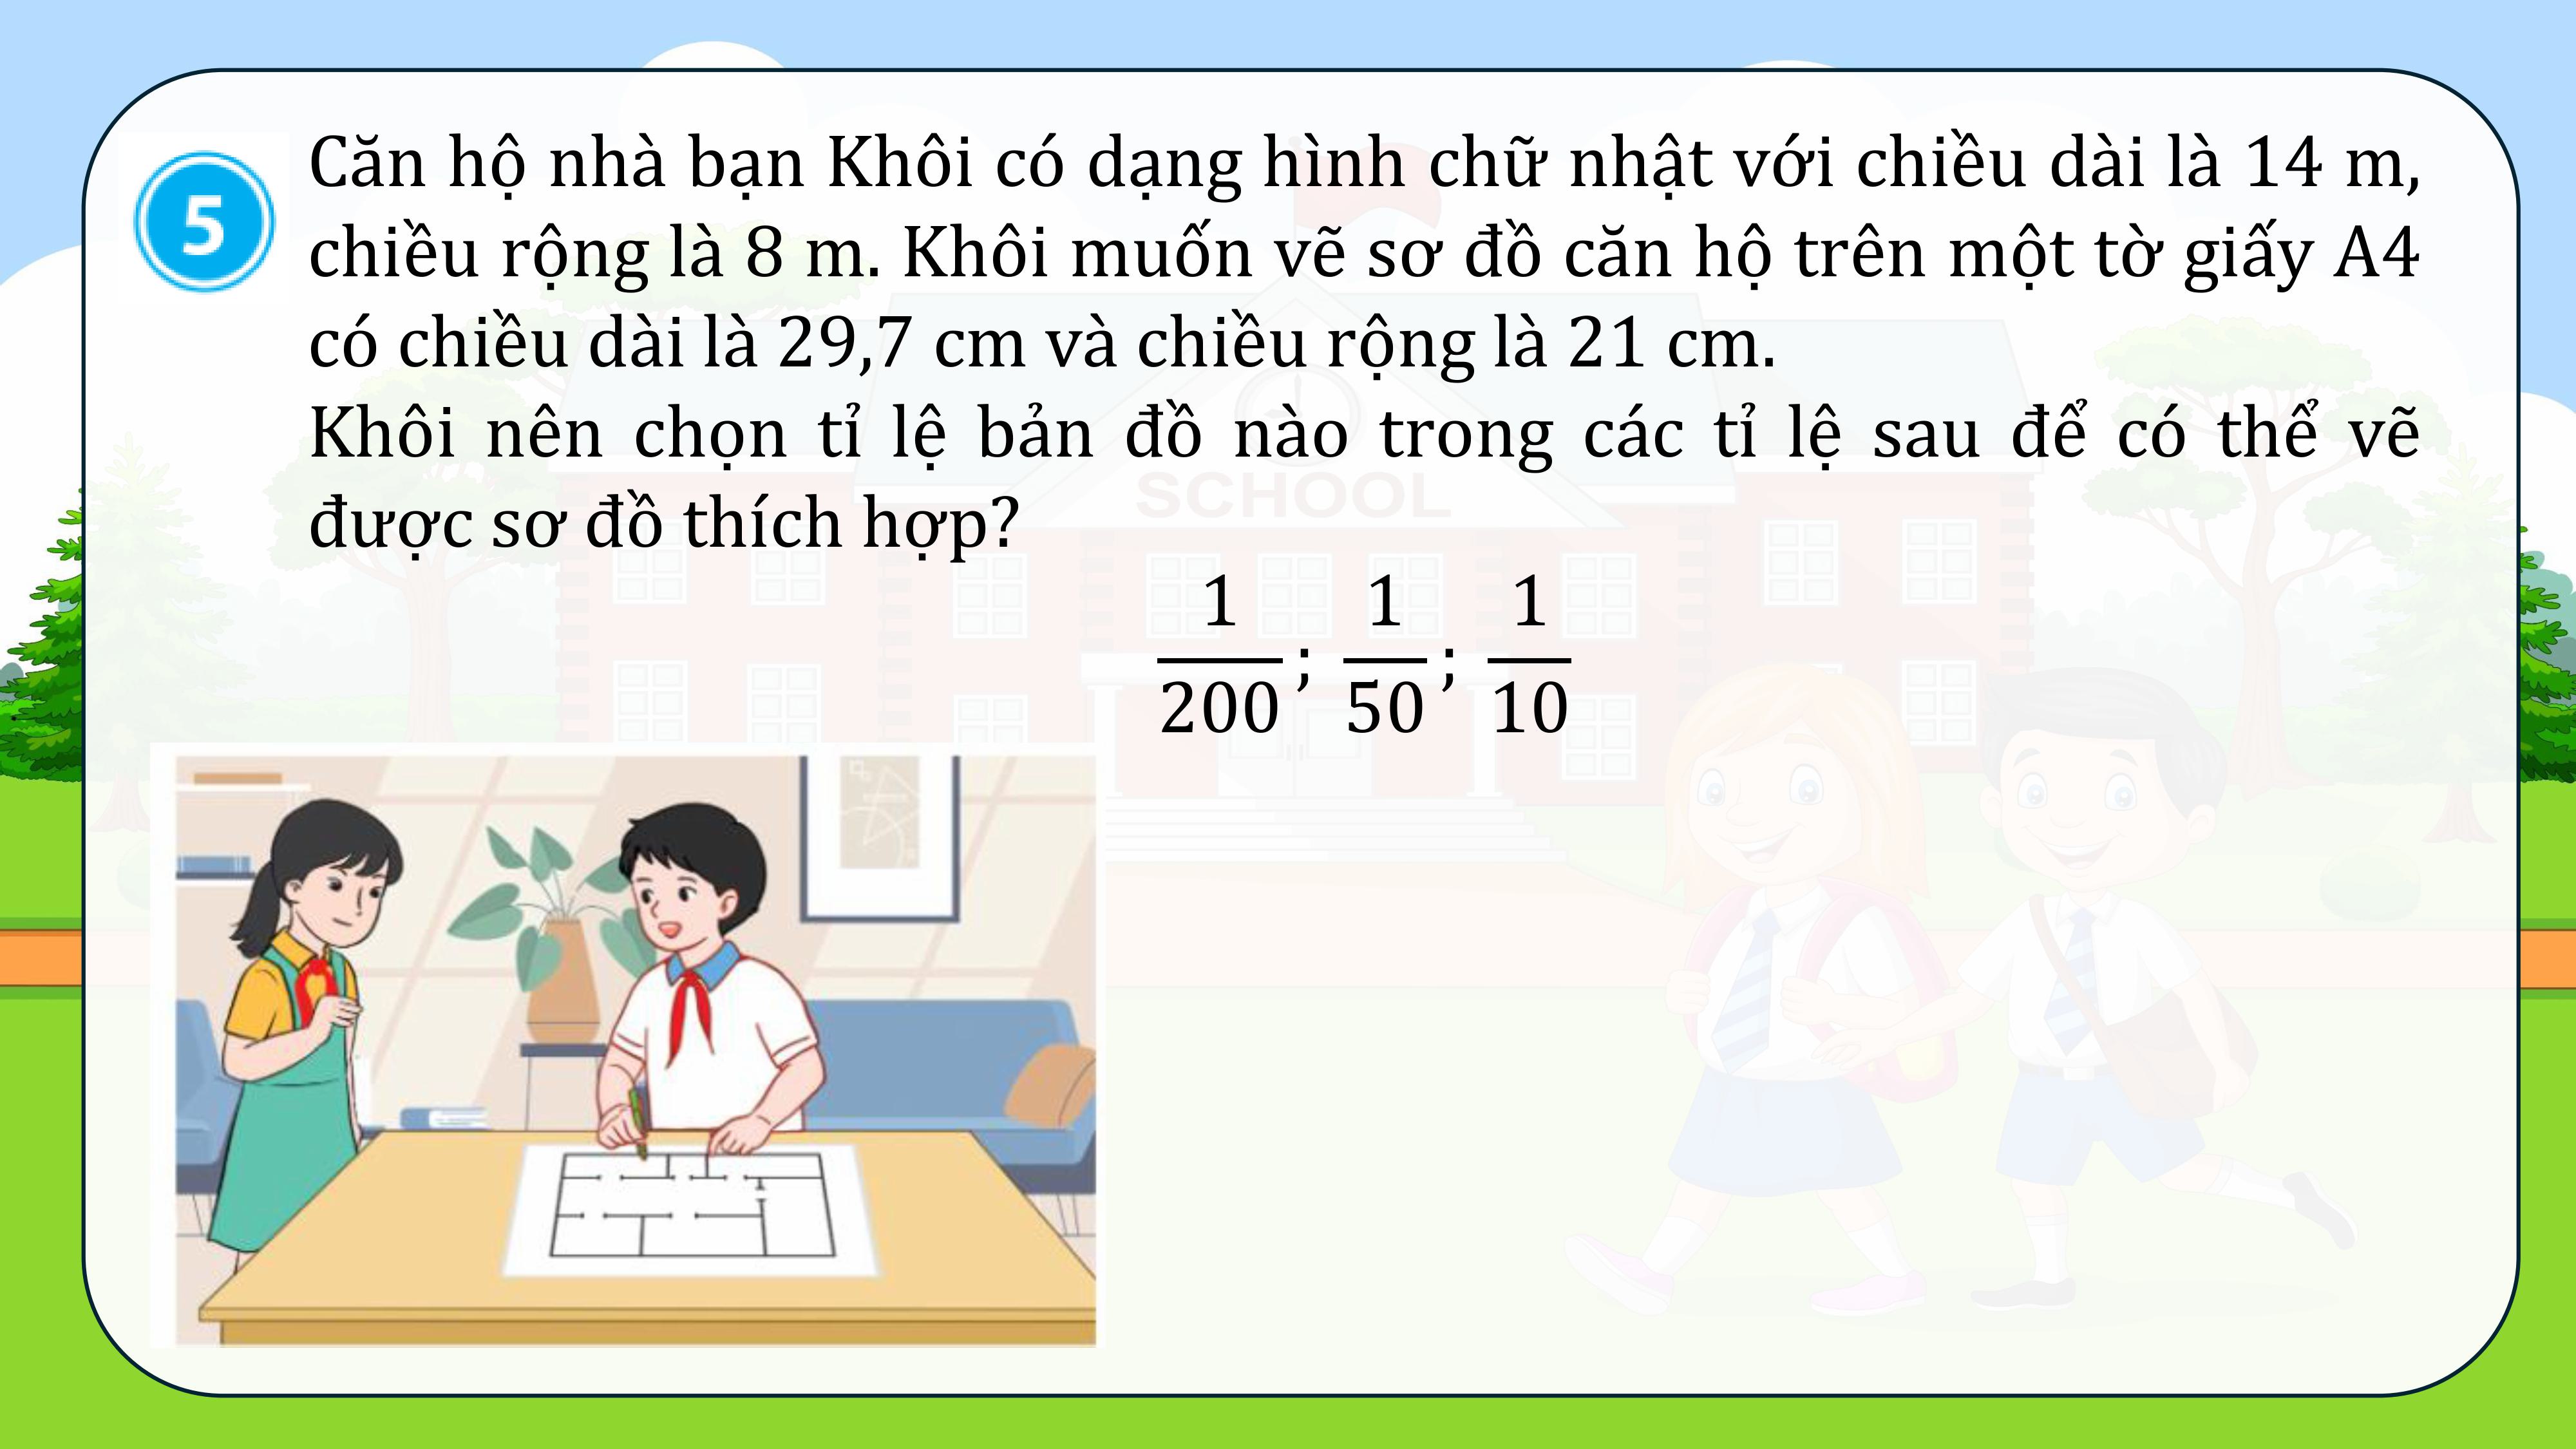 5
Căn hộ nhà bạn Khôi có dạng hình chữ nhật với chiều dài là 14 m,
chiều rộng là 8 m. Khôi muốn vẽ sơ đồ căn hộ trên một tờ giấy A4
có chiều dài là 29,7 cm và chiều rộng là 21 cm.
Khôi nên chọn tỉ lệ bản đồ nào trong các tỉ lệ sau để có thể vẽ
được sơ đồ thích hợp?
SCHOOL
1/200 ; 1/50 ; 1/10